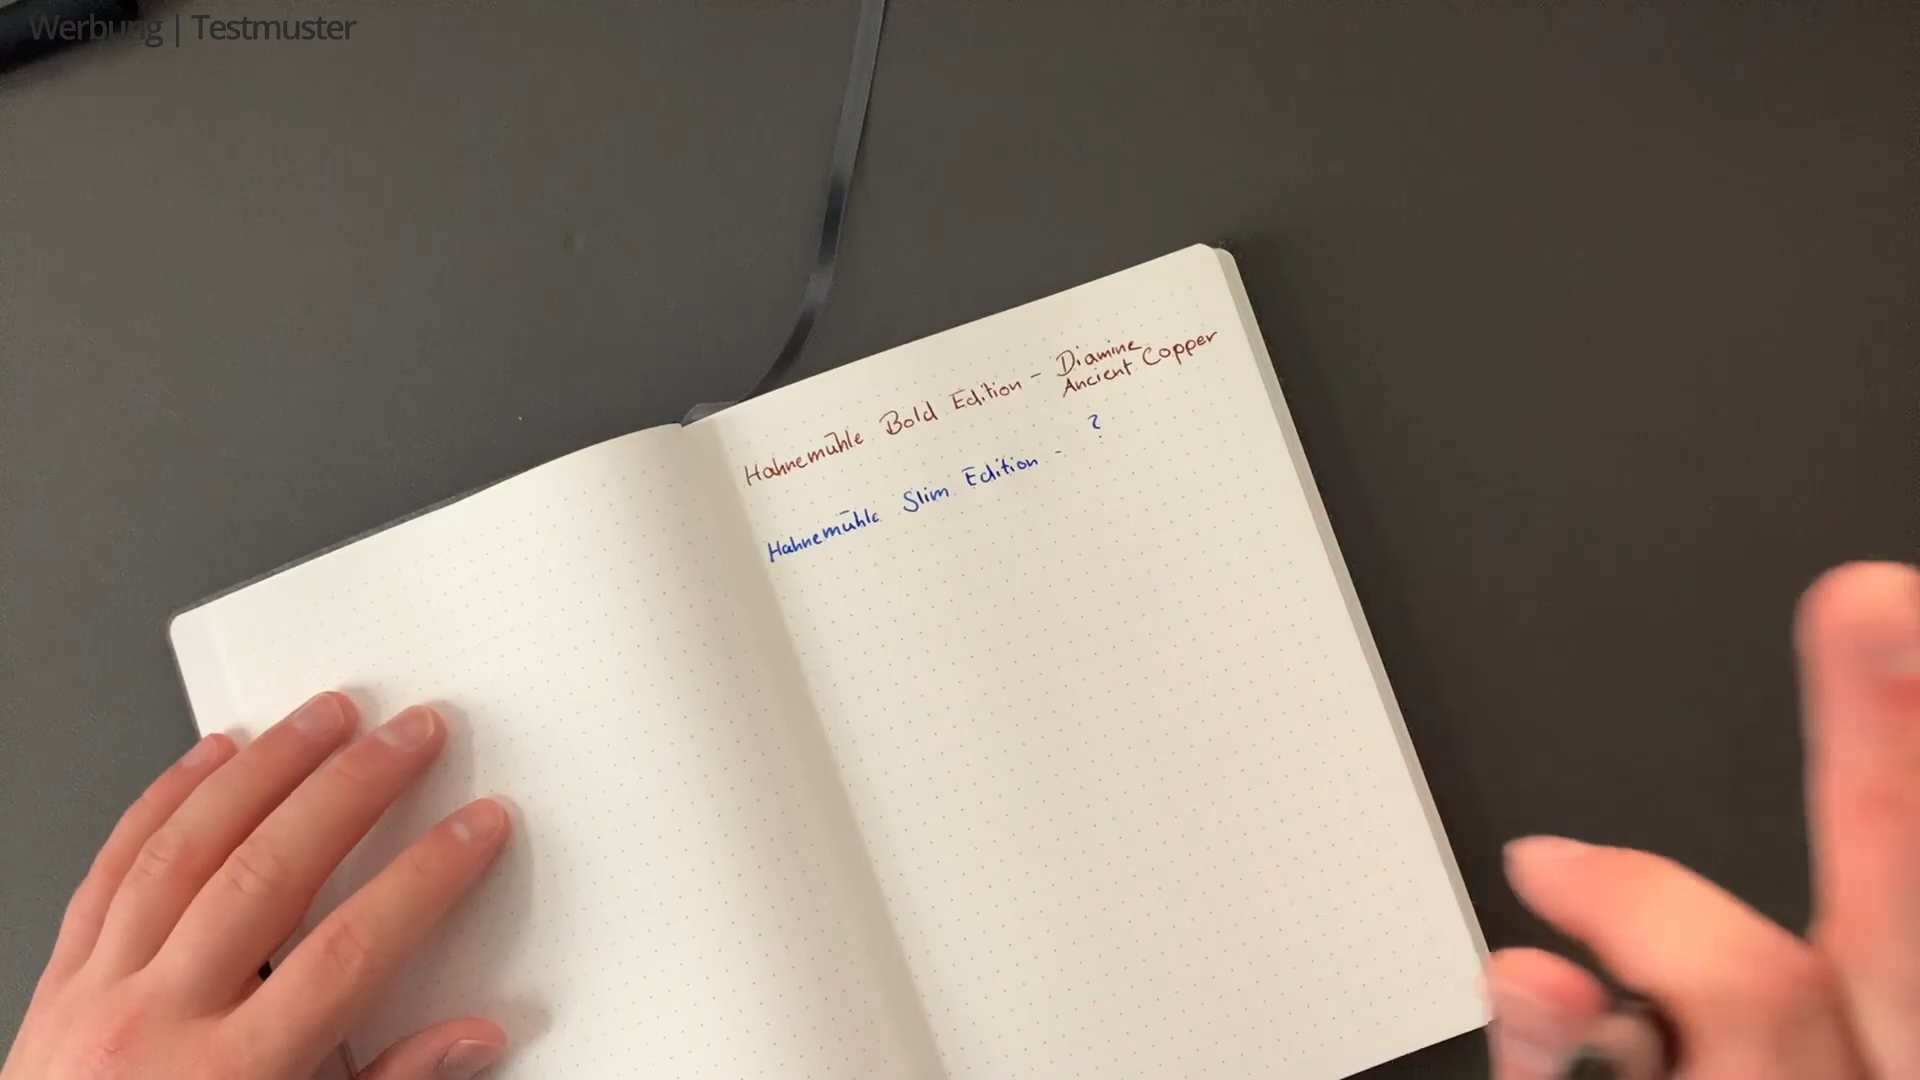 Werbung | Testmuster
Hahnemühle Bold Edition - Diamine
Ancient Copper
Hahnemühle Slim Edition - ?